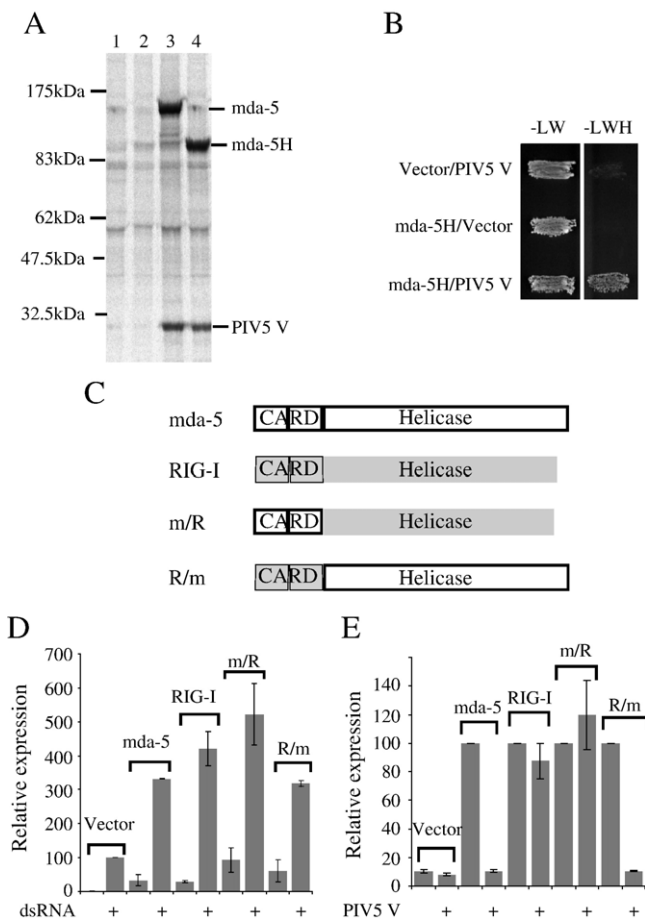 A
1 2 3 4
175kDa
mda-5
mda-5H
83kDa
62kDa
47.5kDa
32.5kDa
PIV5 V
B
-LW -LWH
Vector/PIV5 V
mda-5H/Vector
mda-5H/PIV5 V
C
mda-5 CARD Helicase
RIG-I CARD Helicase
m/R CARD Helicase
R/m CARD Helicase
D
Relative expression
700
600
500
400
300
200
100
0
Vector
mda-5
RIG-I
m/R
R/m
dsRNA + + + + +
E
Relative expression
140
120
100
80
60
40
20
0
Vector
mda-5
RIG-I
m/R
R/m
PIV5 V + + + + +